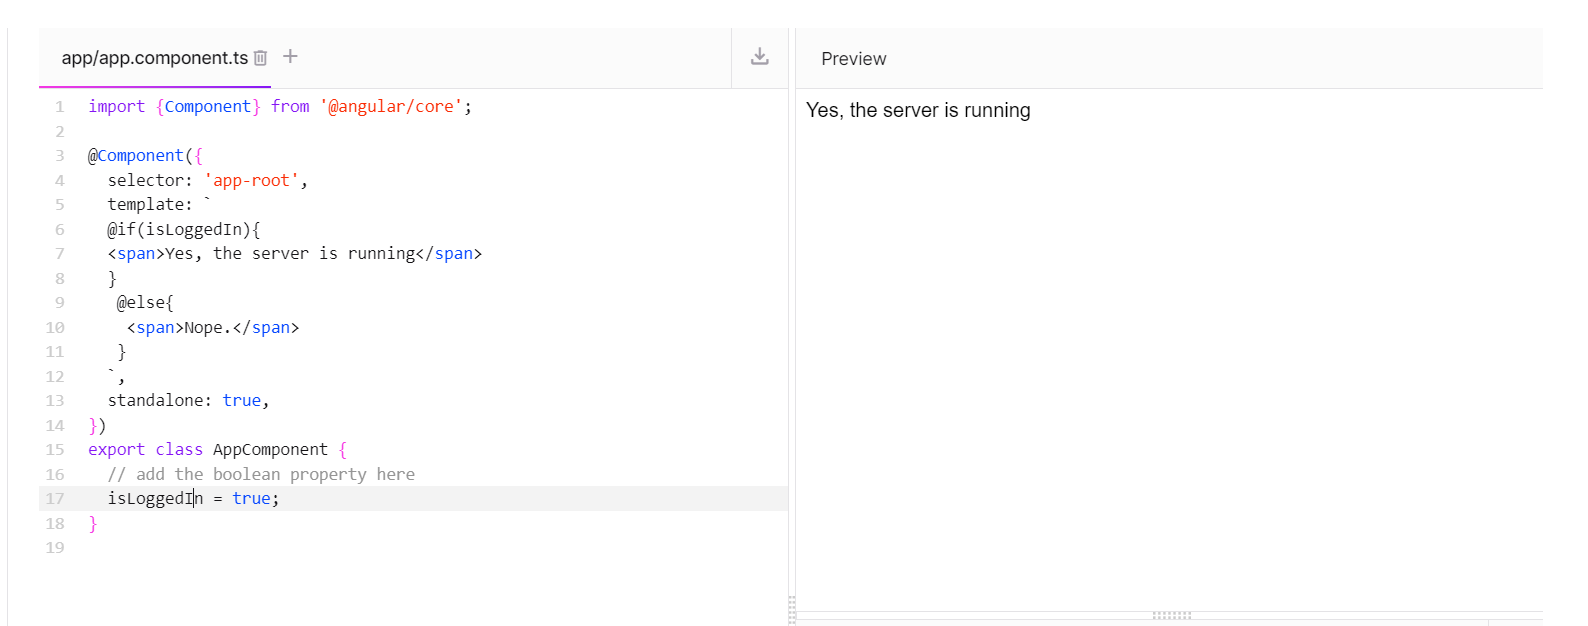 app/app.component.ts
1 import {Component} from '@angular/core';
2
3 @Component({
4 selector: 'app-root',
5 template: `
6 @if(isLoggedIn){
7 <span>Yes, the server is running</span>
8 }
9 @else{
10 <span>Nope.</span>
11 }
12 `,
13 standalone: true,
14 })
15 export class AppComponent {
16 // add the boolean property here
17 isLoggedIn = true;
18 }
19
Preview
Yes, the server is running